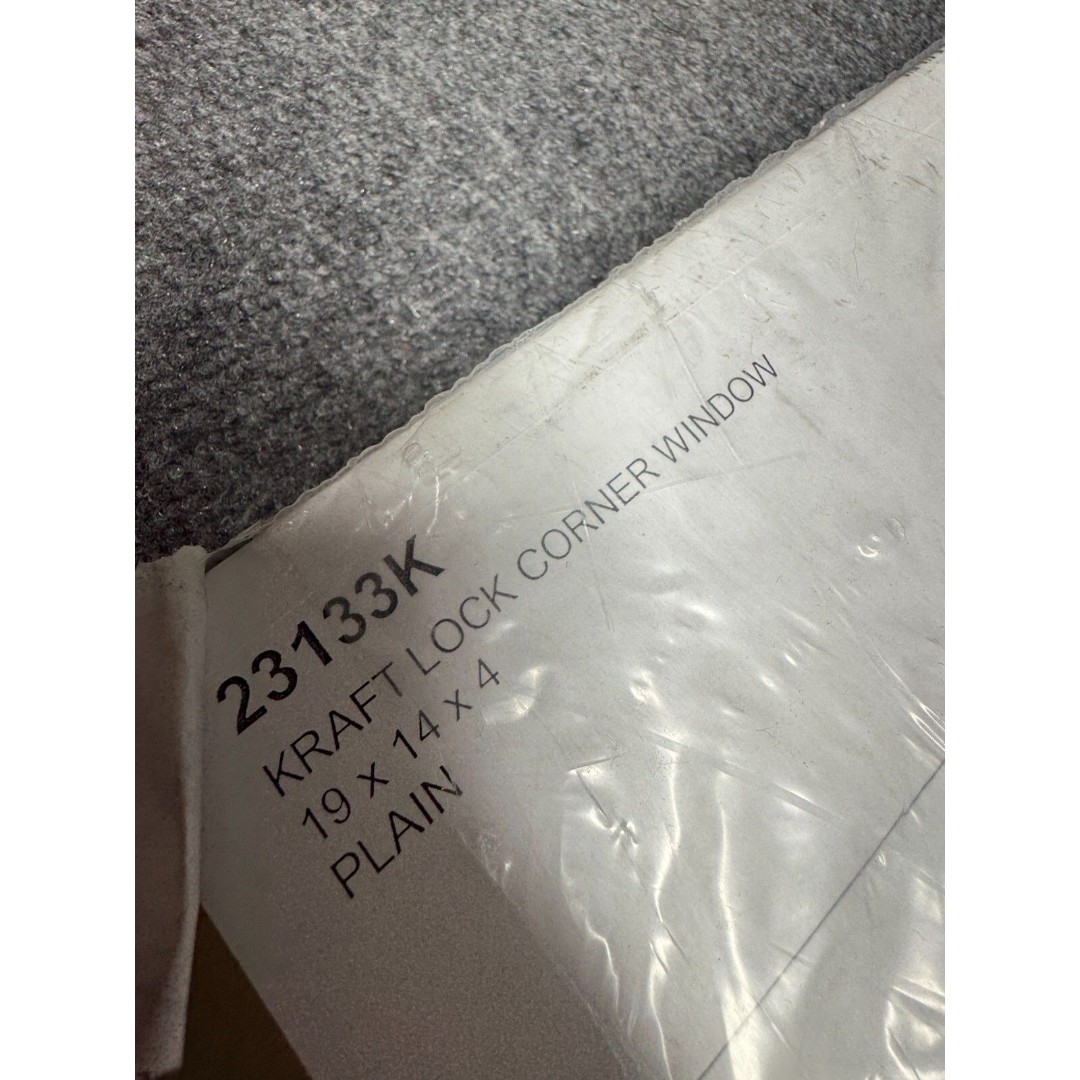 23133K
KRAFT LOCK CORNER WINDOW
19 x 14 x 4
PLAIN